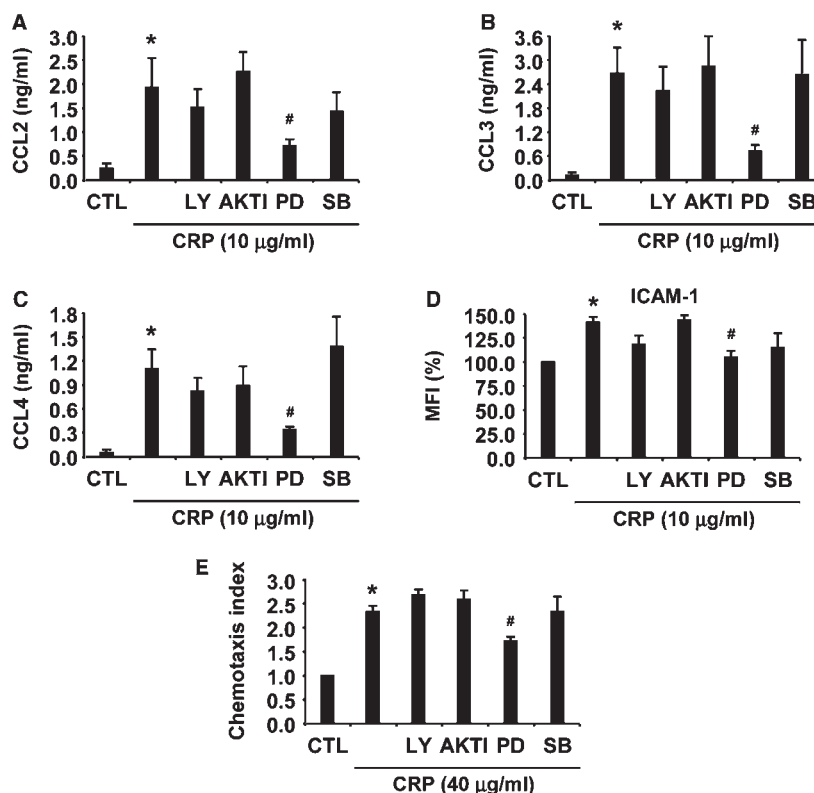 A
CCL2 (ng/ml)
3.0
2.5
2.0
1.5
1.0
0.5
0.0
*
#
CTL LY AKTI PD SB
CRP (10 μg/ml)
B
CCL3 (ng/ml)
3.6
3.0
2.4
1.8
1.2
0.6
0.0
*
#
CTL LY AKTI PD SB
CRP (10 μg/ml)
C
CCL4 (ng/ml)
1.8
1.5
1.2
0.9
0.6
0.3
0.0
*
#
CTL LY AKTI PD SB
CRP (10 μg/ml)
D
ICAM-1
MFI (%)
150.0
125.0
100.0
75.0
50.0
25.0
0.0
*
#
CTL LY AKTI PD SB
CRP (10 μg/ml)
E
Chemotaxis index
3.0
2.5
2.0
1.5
1.0
0.5
0.0
*
#
CTL LY AKTI PD SB
CRP (40 μg/ml)